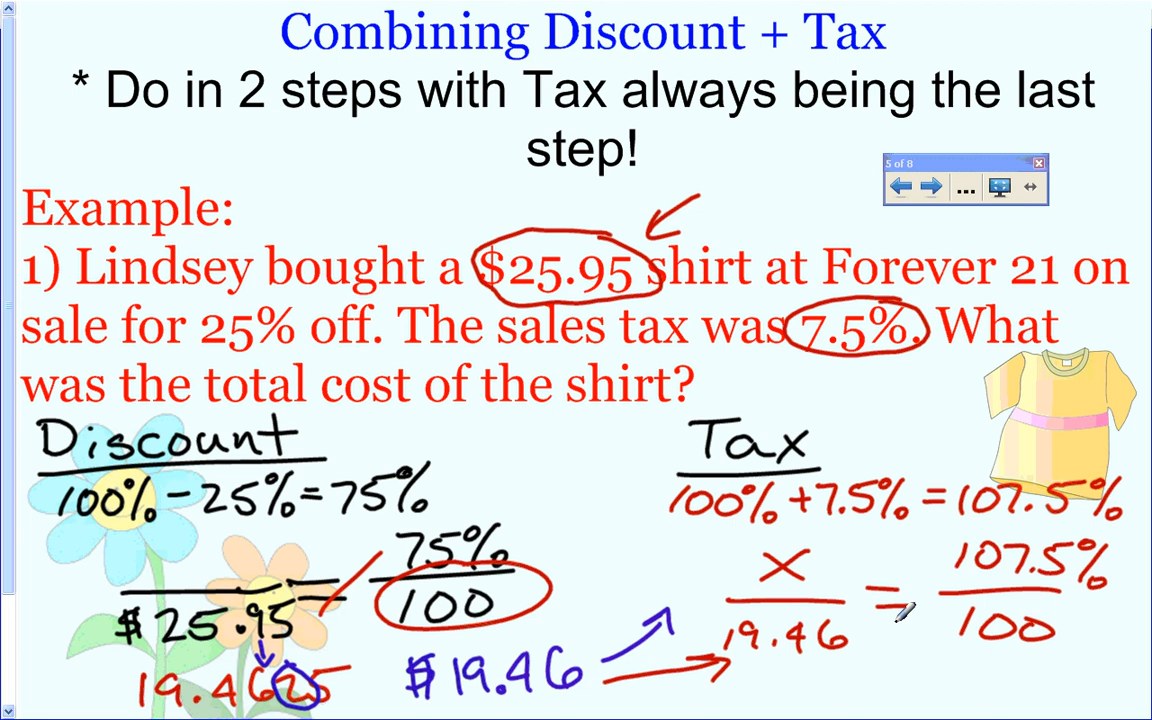 Combining Discount + Tax
* Do in 2 steps with Tax always being the last
step!
5 of 8
Example:
1) Lindsey bought a $25.95 shirt at Forever 21 on
sale for 25% off. The sales tax was 7.5%. What
was the total cost of the shirt?
Discount
100% - 25% = 75%
75%
=
$25.95
100
19.4625
$19.46
Tax
100% + 7.5% = 107.5%
x
107.5%
=
19.46
100